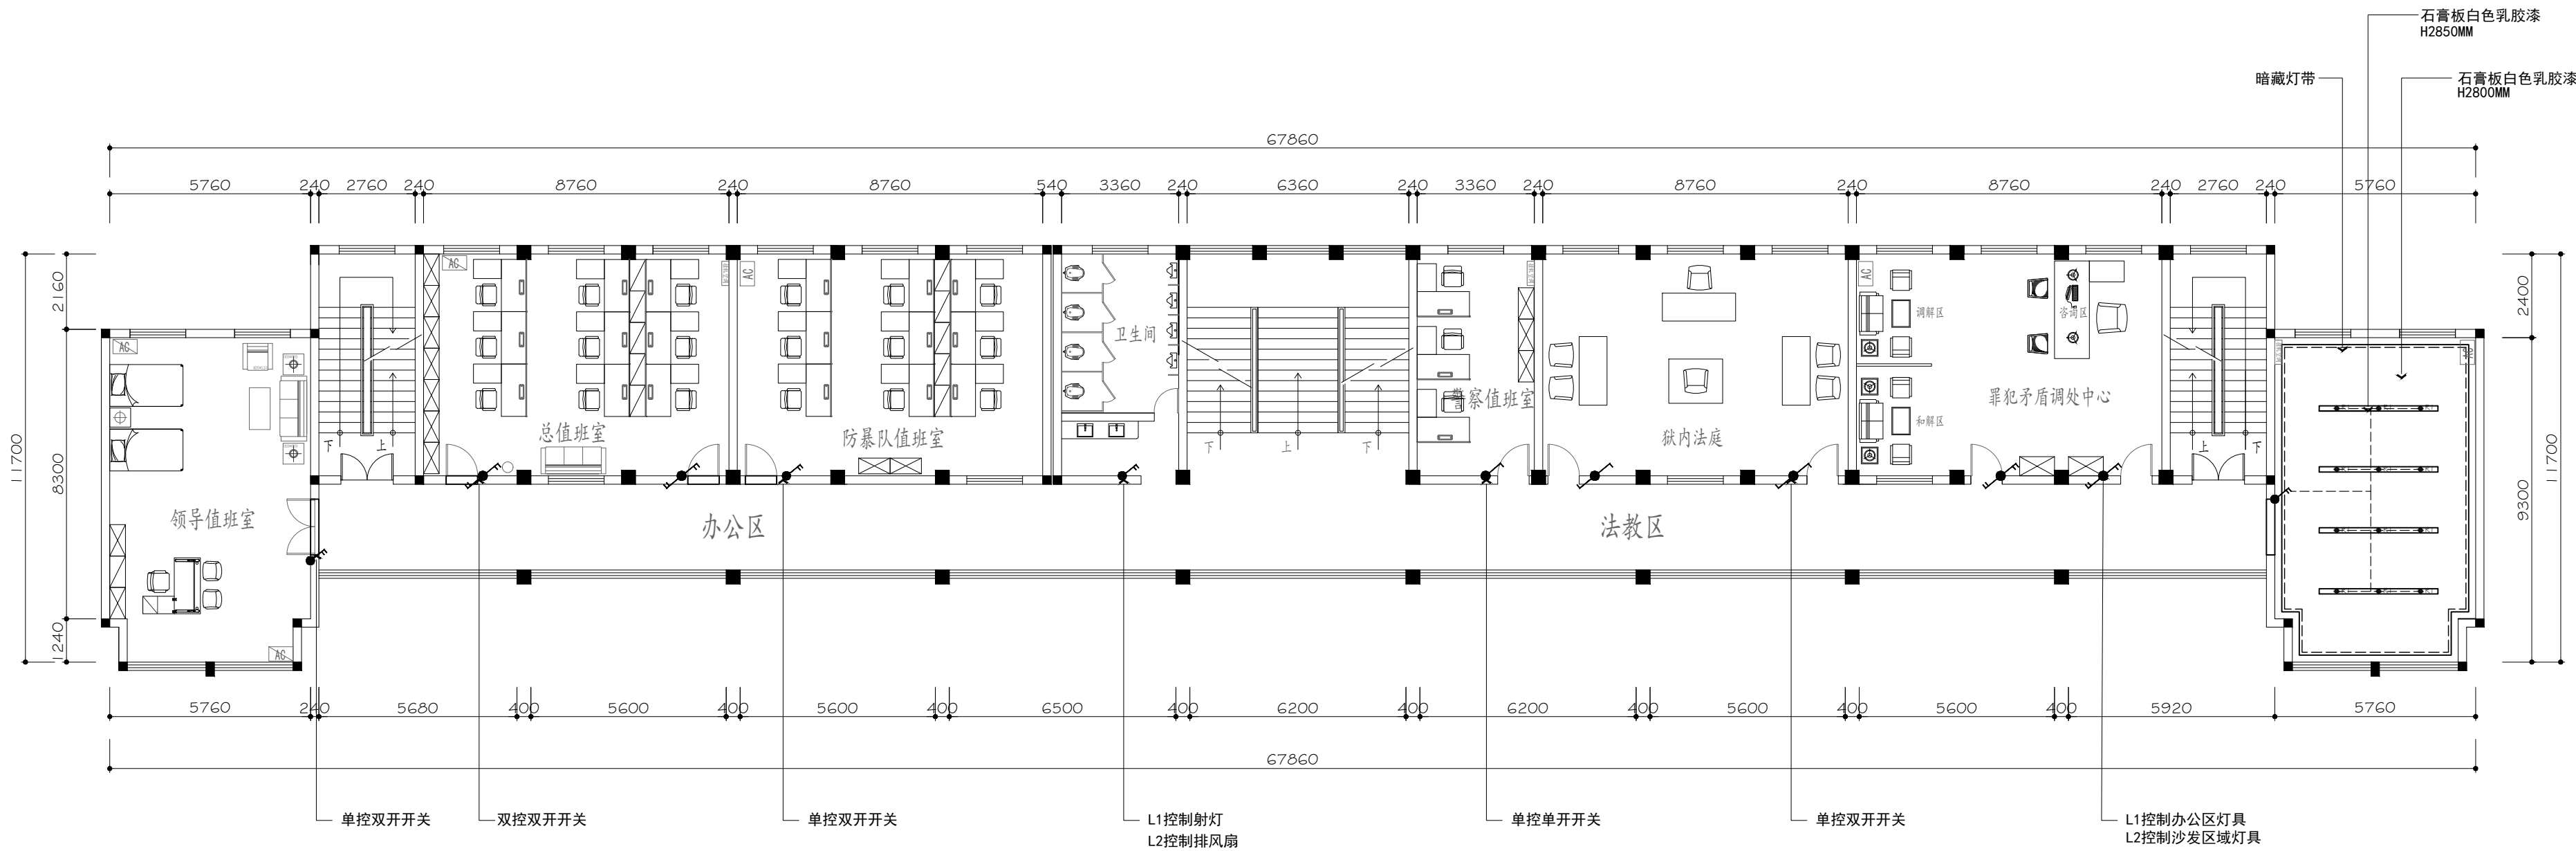 石膏板白色乳胶漆
H2850MM
暗藏灯带
石膏板白色乳胶漆
H2800MM
67860
5760 240 2760 240 8760 240 8760 540 3360 240 6360 240 3360 240 8760 240 8760 240 2760 240 5760
11700
2160
8300
1240
2400
9300
11700
AC
AC
AC
AC
AC
AC
AC
卫生间
调解区
咨询区
警察值班室
罪犯矛盾调处中心
和解区
总值班室
防暴队值班室
狱内法庭
下
上
下
上
下
上
下
领导值班室
办公区
法教区
5760 240 5680 400 5600 400 5600 400 6500 400 6200 400 6200 400 5600 400 5600 400 5920 5760
67860
单控双开开关
双控双开开关
单控双开开关
L1控制射灯
L2控制排风扇
单控单开开关
单控双开开关
L1控制办公区灯具
L2控制沙发区域灯具